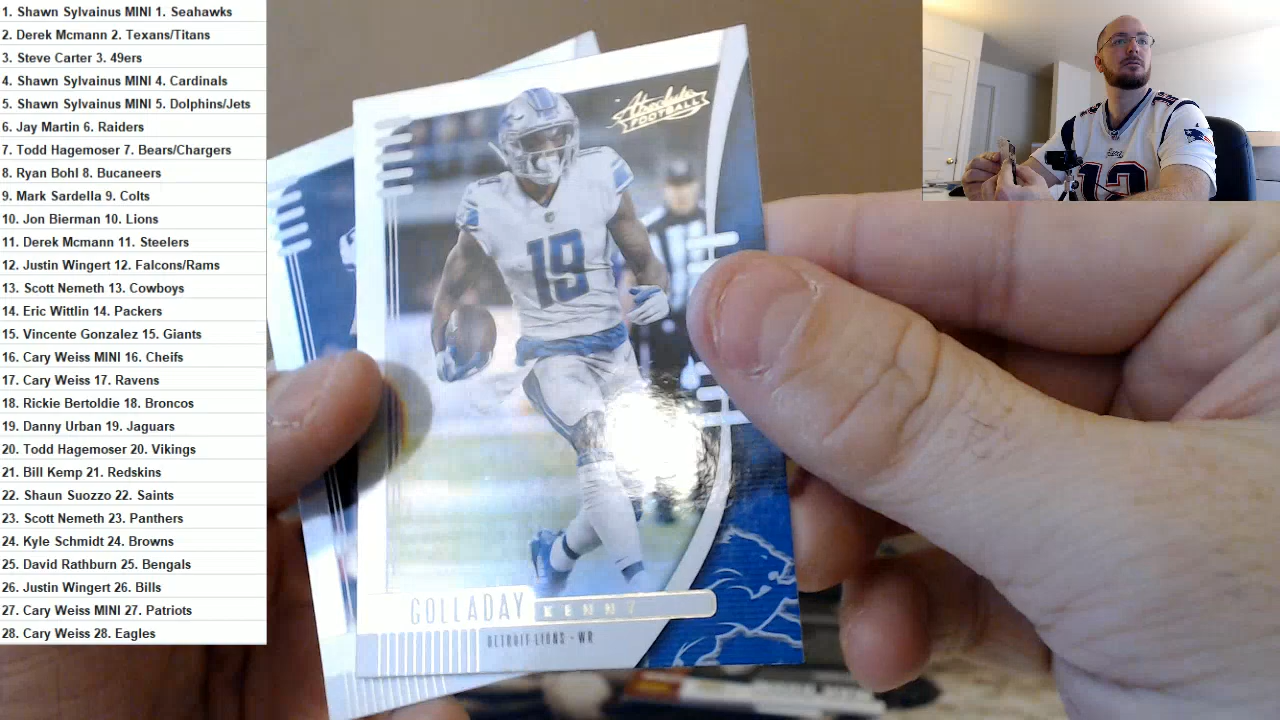 1. Shawn Sylvainus MINI 1. Seahawks
2. Derek Mcmann 2. Texans/Titans
3. Steve Carter 3. 49ers
4. Shawn Sylvainus MINI 4. Cardinals
5. Shawn Sylvainus MINI 5. Dolphins/Jets
6. Jay Martin 6. Raiders
7. Todd Hagemoser 7. Bears/Chargers
8. Ryan Bohl 8. Bucaneers
9. Mark Sardella 9. Colts
10. Jon Bierman 10. Lions
11. Derek Mcmann 11. Steelers
12. Justin Wingert 12. Falcons/Rams
13. Scott Nemeth 13. Cowboys
14. Eric Wittlin 14. Packers
15. Vincente Gonzalez 15. Giants
16. Cary Weiss MINI 16. Cheifs
17. Cary Weiss 17. Ravens
18. Rickie Bertoldie 18. Broncos
19. Danny Urban 19. Jaguars
20. Todd Hagemoser 20. Vikings
21. Bill Kemp 21. Redskins
22. Shaun Suozzo 22. Saints
23. Scott Nemeth 23. Panthers
24. Kyle Schmidt 24. Browns
25. David Rathburn 25. Bengals
26. Justin Wingert 26. Bills
27. Cary Weiss MINI 27. Patriots
28. Cary Weiss 28. Eagles
Absolute
FOOTBALL
19
GOLLADAY KENNY
DETROIT LIONS - WR
12